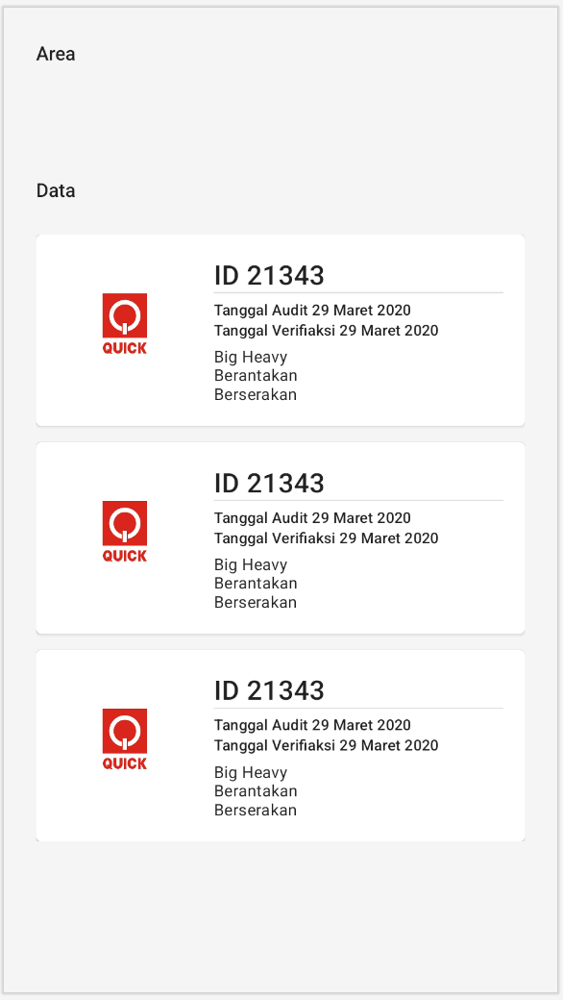 Area
Data
ID 21343
Tanggal Audit 29 Maret 2020
Tanggal Verifiaksi 29 Maret 2020
Big Heavy
Berantakan
Berserakan
QUICK
ID 21343
Tanggal Audit 29 Maret 2020
Tanggal Verifiaksi 29 Maret 2020
Big Heavy
Berantakan
Berserakan
QUICK
ID 21343
Tanggal Audit 29 Maret 2020
Tanggal Verifiaksi 29 Maret 2020
Big Heavy
Berantakan
Berserakan
QUICK